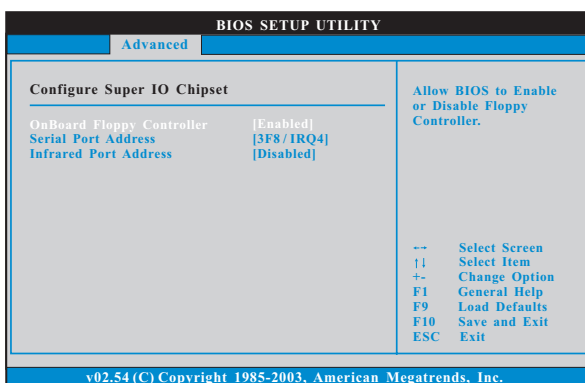 BIOS SETUP UTILITY
Advanced
Configure Super IO Chipset
OnBoard Floppy Controller [Enabled]
Serial Port Address [3F8 / IRQ4]
Infrared Port Address [Disabled]
Allow BIOS to Enable
or Disable Floppy
Controller.
←→ Select Screen
↑↓ Select Item
+- Change Option
F1 General Help
F9 Load Defaults
F10 Save and Exit
ESC Exit
v02.54 (C) Copyright 1985-2003, American Megatrends, Inc.